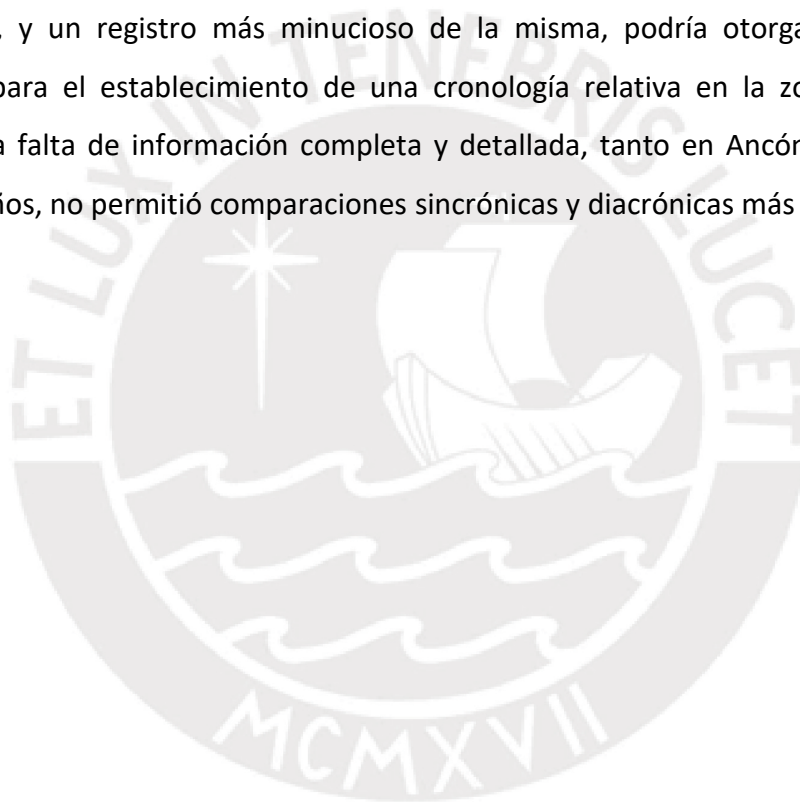 , y un registro más minucioso de la misma, podría otorga
para el establecimiento de una cronología relativa en la zo
a falta de información completa y detallada, tanto en Ancón
ños, no permitió comparaciones sincrónicas y diacrónicas más
ET LUX IN TENEBRIS LUCET
MCMXVII